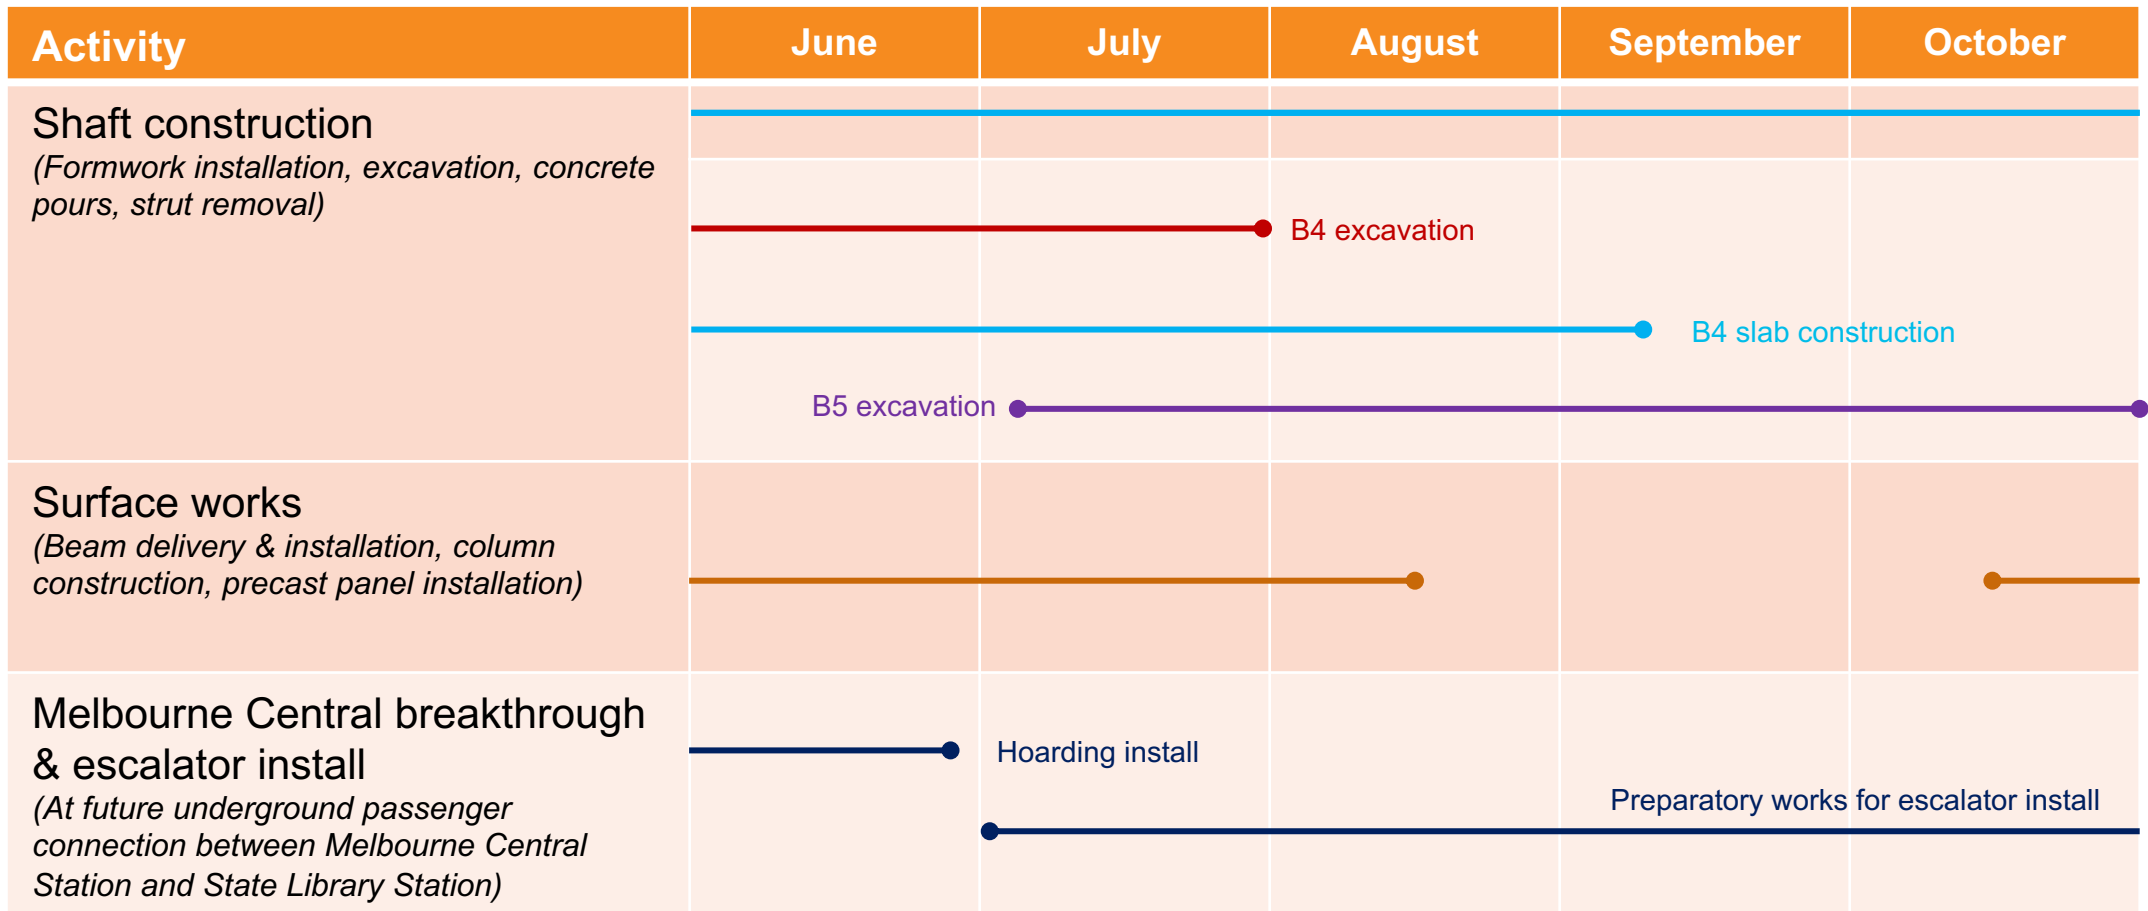 Activity
June
July
August
September
October
Shaft construction
(Formwork installation, excavation, concrete
pours, strut removal)
B4 excavation
B4 slab construction
B5 excavation
Surface works
(Beam delivery & installation, column
construction, precast panel installation)
Melbourne Central breakthrough
& escalator install
(At future underground passenger
connection between Melbourne Central
Station and State Library Station)
Hoarding install
Preparatory works for escalator install